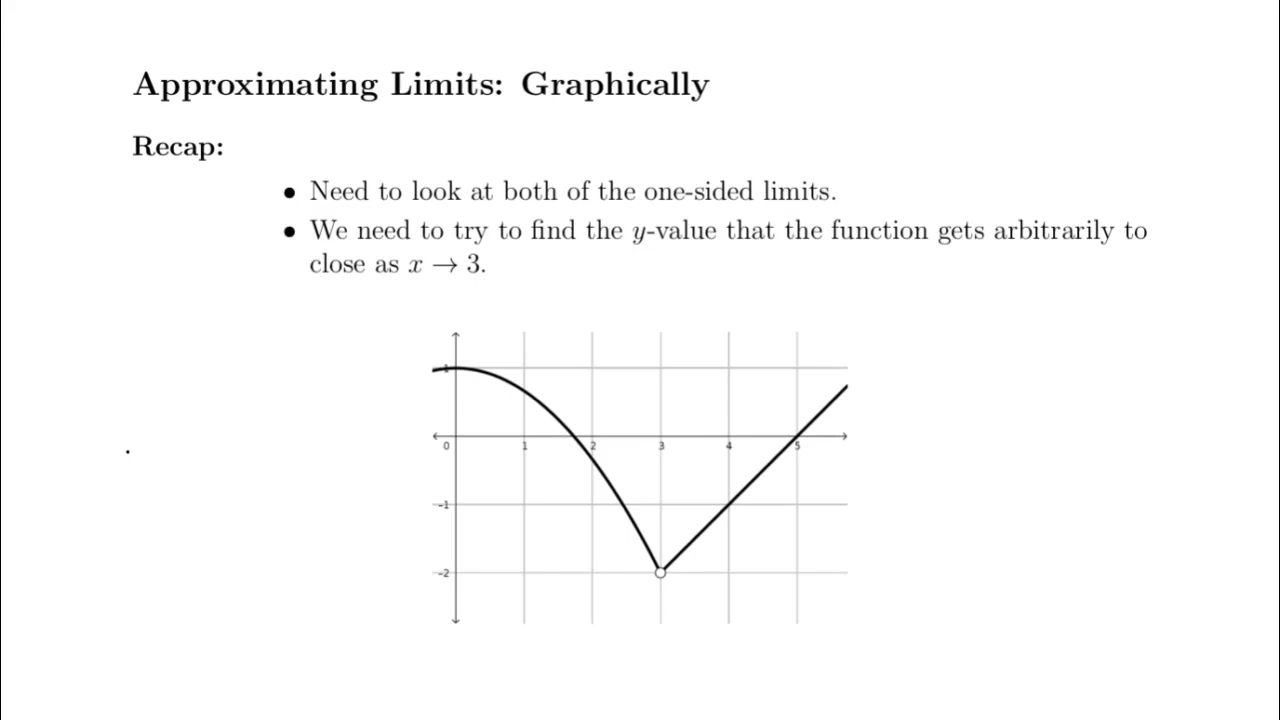 Approximating Limits: Graphically
Recap:
• Need to look at both of the one-sided limits.
• We need to try to find the y-value that the function gets arbitrarily to
close as x → 3.
1
0 1 2 3 4 5
-1
-2
.